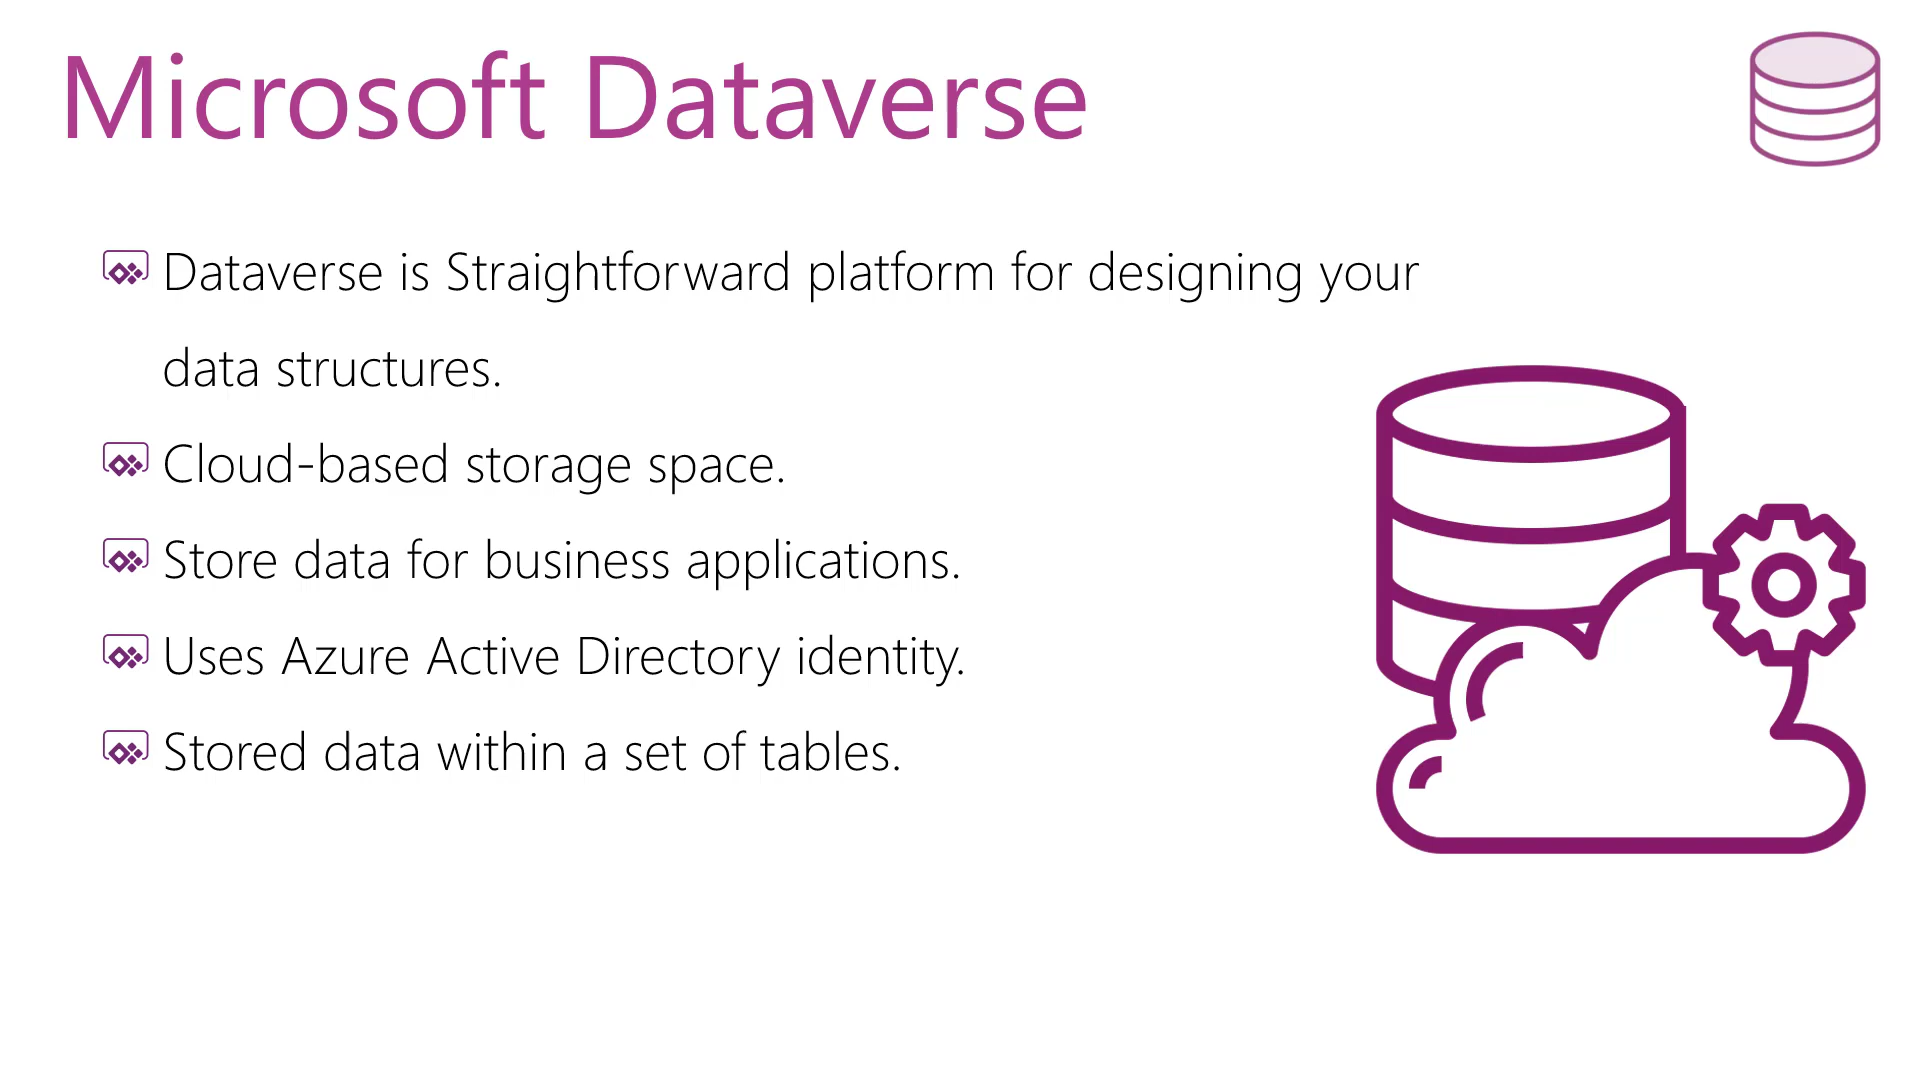 Microsoft Dataverse
Dataverse is Straightforward platform for designing your
data structures.
Cloud-based storage space.
Store data for business applications.
Uses Azure Active Directory identity.
Stored data within a set of tables.